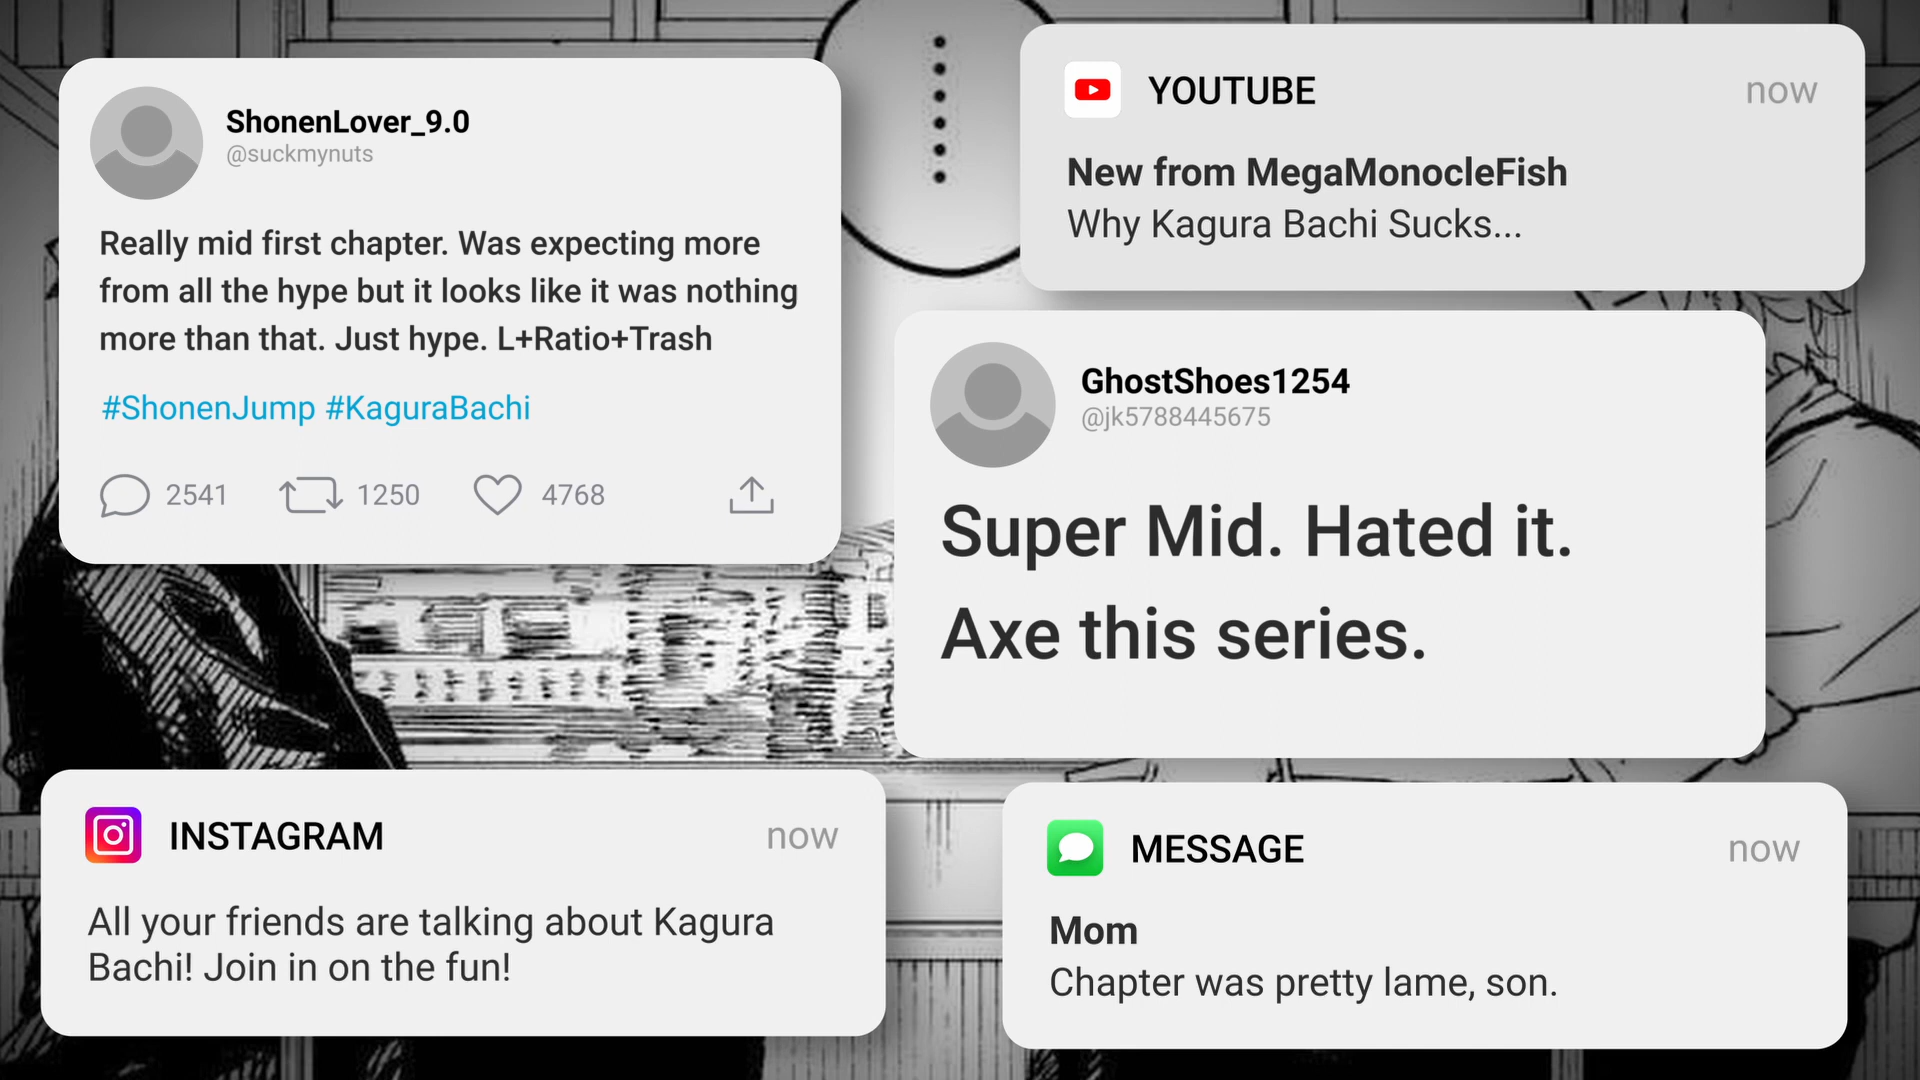 ShonenLover_9.0
@suckmynuts
Really mid first chapter. Was expecting more
from all the hype but it looks like it was nothing
more than that. Just hype. L+Ratio+Trash
#ShonenJump #KaguraBachi
2541 1250 4768
YOUTUBE now
New from MegaMonocleFish
Why Kagura Bachi Sucks...
GhostShoes1254
@jk5788445675
Super Mid. Hated it.
Axe this series.
INSTAGRAM now
All your friends are talking about Kagura
Bachi! Join in on the fun!
MESSAGE now
Mom
Chapter was pretty lame, son.